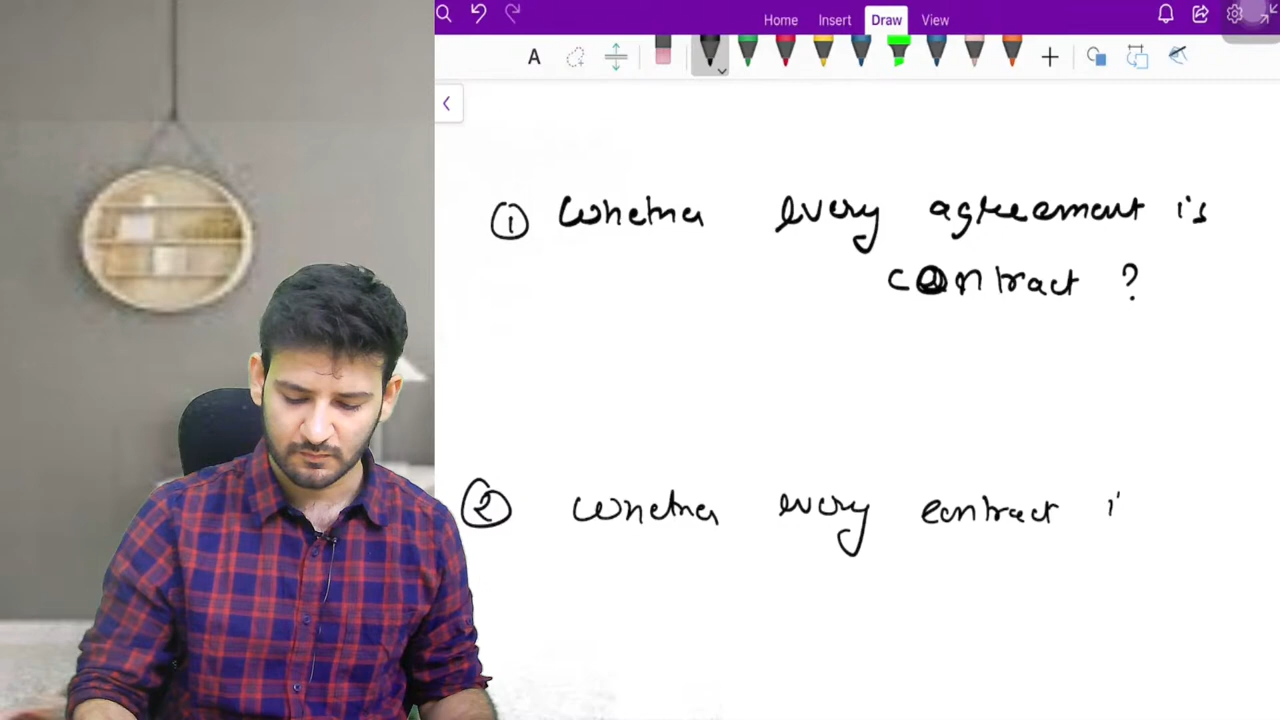 Home Insert Draw View
A
① Whether every agreement is
contract ?
② Whether every contract i